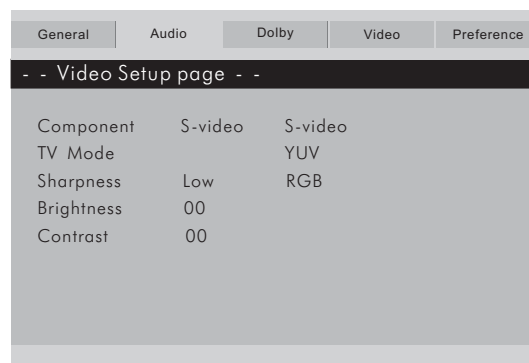 General Audio Dolby Video Preference
- - Video Setup page - -
Component S-video S-video
TV Mode YUV
Sharpness Low RGB
Brightness 00
Contrast 00